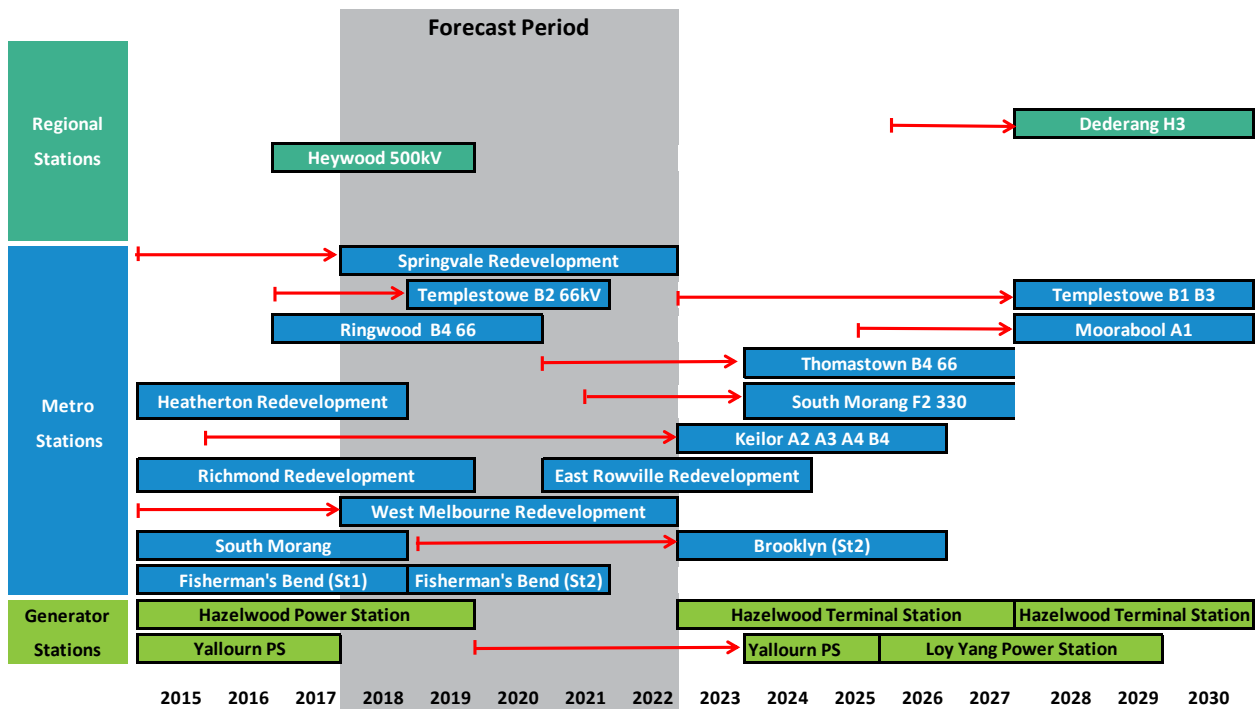 Forecast Period
Regional
Stations
Dederang H3
Heywood 500kV
Metro
Stations
Springvale Redevelopment
Templestowe B2 66kV
Templestowe B1 B3
Ringwood B4 66
Moorabool A1
Thomastown B4 66
Heatherton Redevelopment
South Morang F2 330
Keilor A2 A3 A4 B4
Richmond Redevelopment
East Rowville Redevelopment
West Melbourne Redevelopment
South Morang
Brooklyn (St2)
Fisherman's Bend (St1)
Fisherman's Bend (St2)
Generator
Stations
Hazelwood Power Station
Hazelwood Terminal Station
Hazelwood Terminal Station
Yallourn PS
Yallourn PS
Loy Yang Power Station
2015 2016 2017 2018 2019 2020 2021 2022 2023 2024 2025 2026 2027 2028 2029 2030